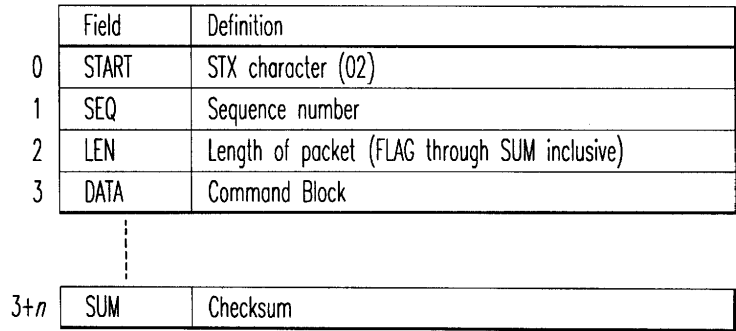 Field Definition
0 START STX character (02)
1 SEQ Sequence number
2 LEN Length of packet (FLAG through SUM inclusive)
3 DATA Command Block
3+n SUM Checksum